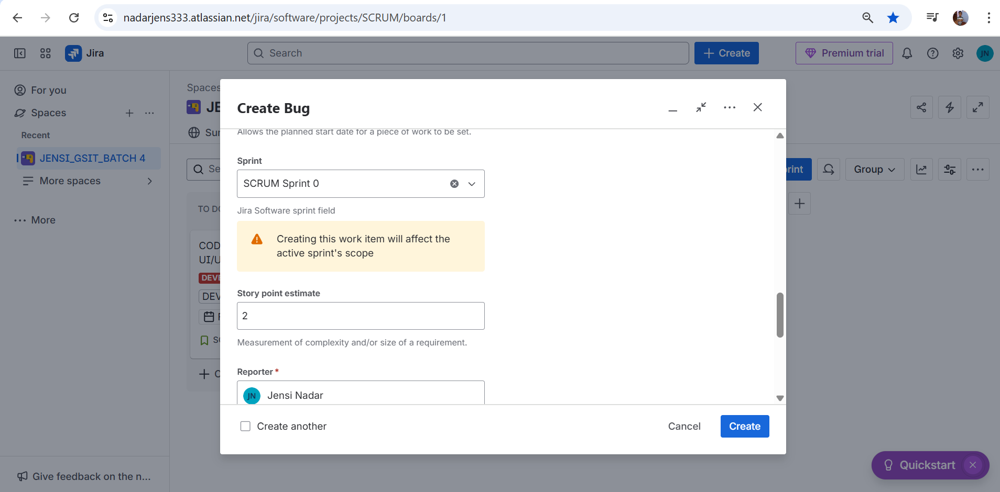 nadarjens333.atlassian.net/jira/software/projects/SCRUM/boards/1
Jira
Search
Create
Premium trial
JN
For you
Spaces
Recent
JENSI_GSIT_BATCH 4
More spaces
More
Give feedback on the n...
Spaces
JE
Sur
Se
rint
Group
TO DO
COD
UI/U
DEVE
DEV
Create Bug
Allows the planned start date for a piece of work to be set.
Sprint
SCRUM Sprint 0
Jira Software sprint field
Creating this work item will affect the
active sprint's scope
Story point estimate
2
Measurement of complexity and/or size of a requirement.
Reporter *
JN Jensi Nadar
Create another
Cancel
Create
Quickstart